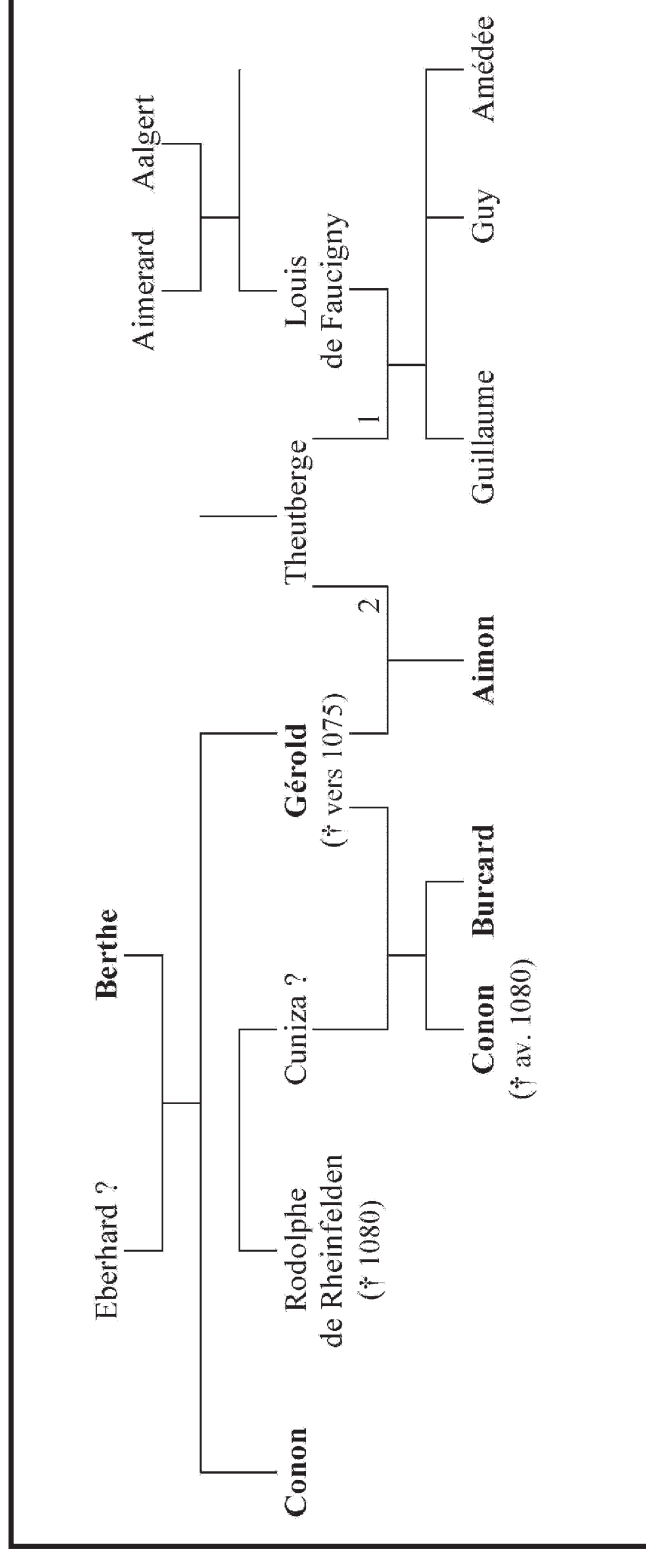 Eberhard ?
Berthe
Aimerard
Aalgert
Conon
Rodolphe
de Rheinfelden
(† 1080)
Cuniza ?
Gérold
(† vers 1075)
Theutberge
Louis
de Faucigny
2
1
Conon
(† av. 1080)
Burcard
Aimon
Guillaume
Guy
Amédée